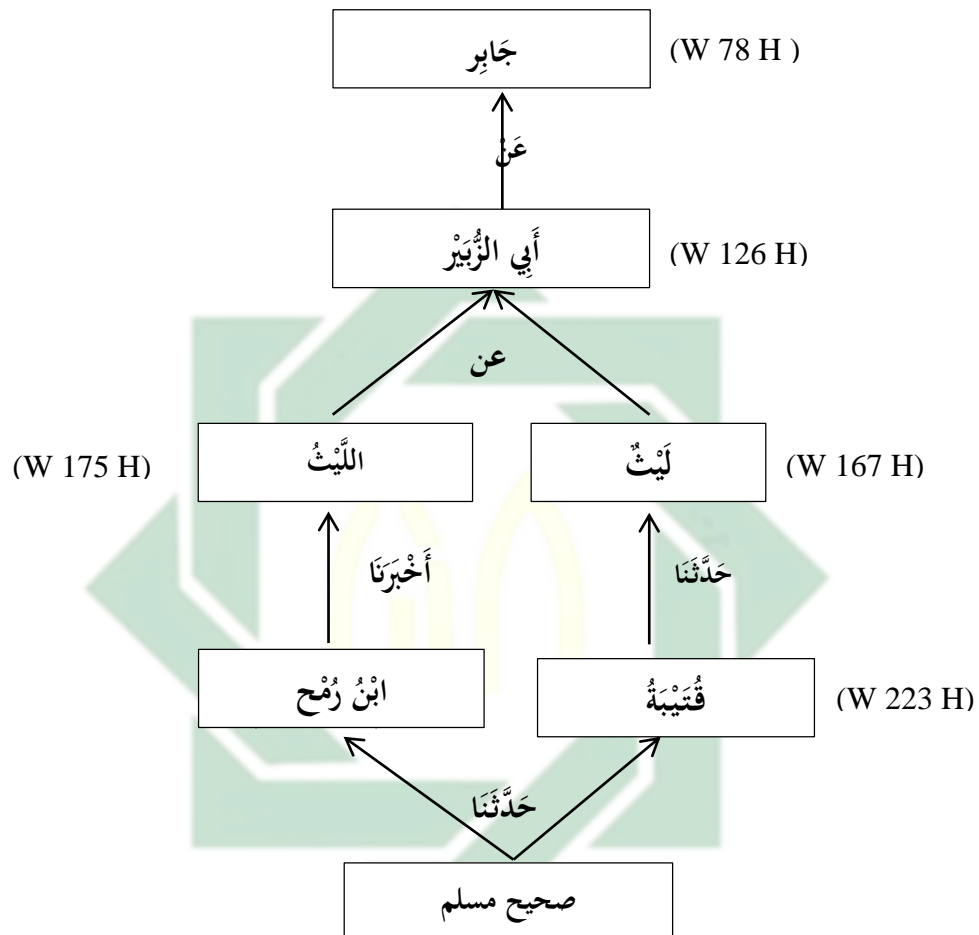 جَابِر (W 78 H )
عَنْ
أَبِي الزُّبَيْرْ (W 126 H)
عن
(W 175 H) اللَّيْثُ لَيْثٌ (W 167 H)
أَخْبَرَنَا حَدَّثَنَا
ابْنُ رُمْح قُتَيْبَةُ (W 223 H)
حَدَّثَنَا
صحيح مسلم